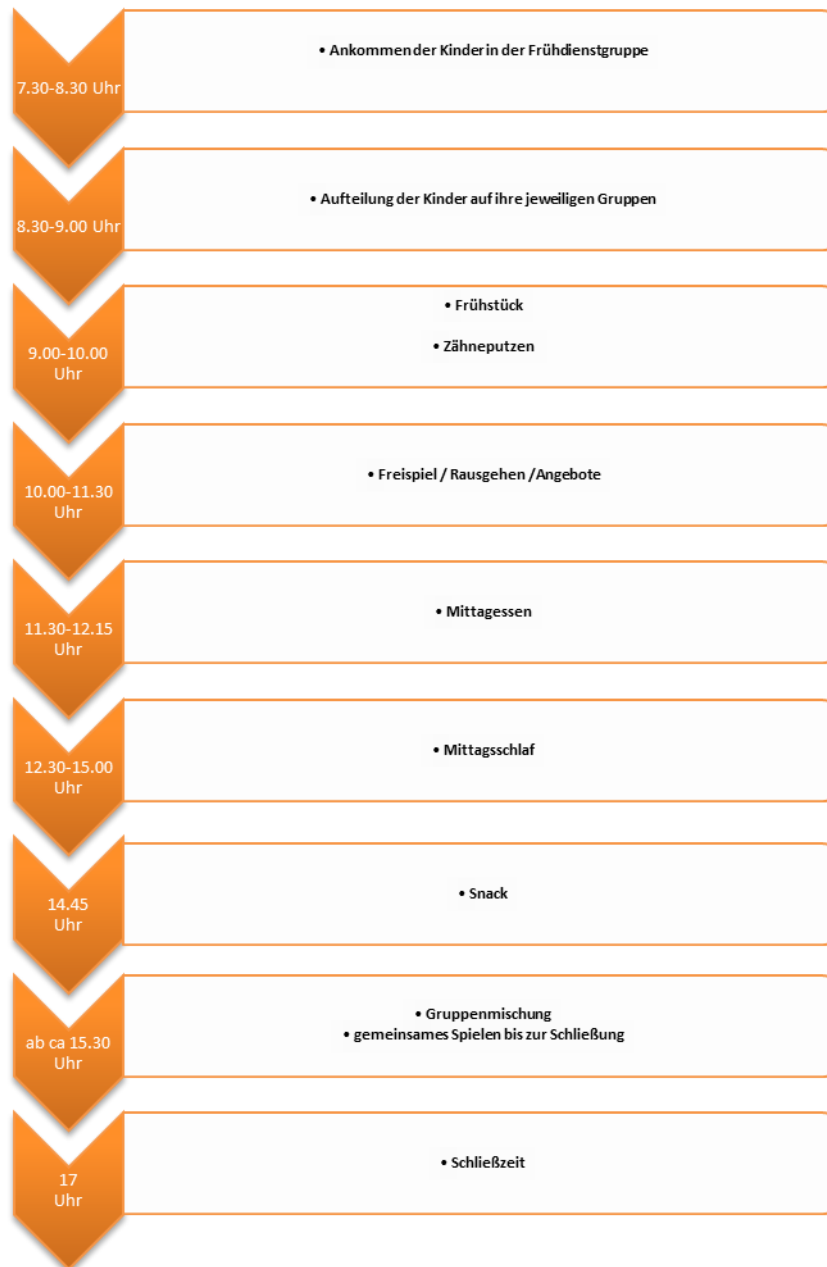 7.30-8.30 Uhr
• Ankommen der Kinder in der Frühdienstgruppe
8.30-9.00 Uhr
• Aufteilung der Kinder auf ihre jeweiligen Gruppen
9.00-10.00
Uhr
• Frühstück
• Zähneputzen
10.00-11.30
Uhr
• Freispiel / Rausgehen /Angebote
11.30-12.15
Uhr
• Mittagessen
12.30-15.00
Uhr
• Mittagsschlaf
14.45
Uhr
• Snack
ab ca 15.30
Uhr
• Gruppenmischung
• gemeinsames Spielen bis zur Schließung
17
Uhr
• Schließzeit